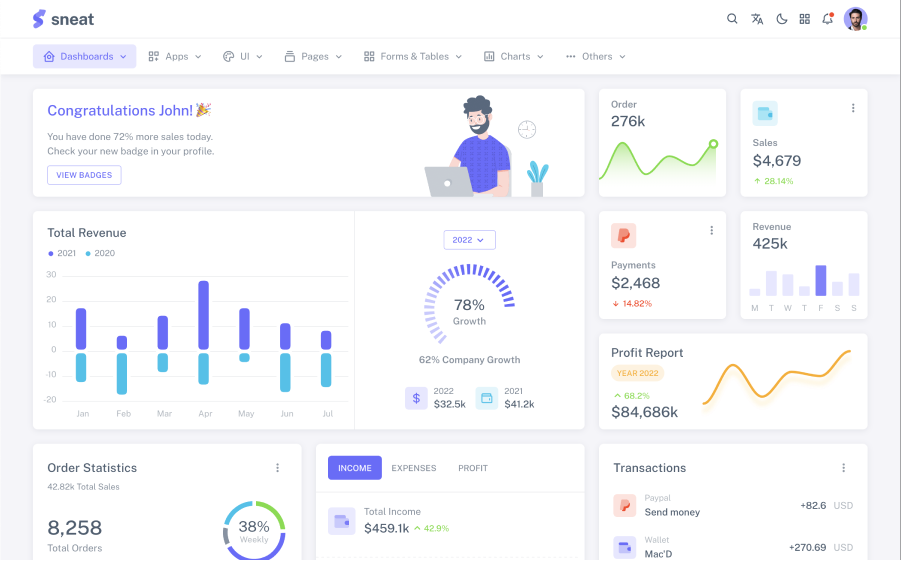 sneat
Dashboards
Apps
UI
Pages
Forms & Tables
Charts
Others
Congratulations John!
You have done 72% more sales today.
Check your new badge in your profile.
VIEW BADGES
Order
276k
Sales
$4,679
28.14%
Total Revenue
2021 2020
30
20
10
0
-10
-20
Jan Feb Mar Apr May Jun Jul
2022
78%
Growth
62% Company Growth
2022
$32.5k
2021
$41.2k
Payments
$2,468
14.82%
Revenue
425k
M T W T F S S
Profit Report
YEAR 2022
68.2%
$84,686k
Order Statistics
42.82k Total Sales
8,258
Total Orders
38%
Weekly
INCOME EXPENSES PROFIT
Total Income
$459.1k 42.9%
Transactions
Paypal
Send money
+82.6 USD
Wallet
Mac'D
+270.69 USD